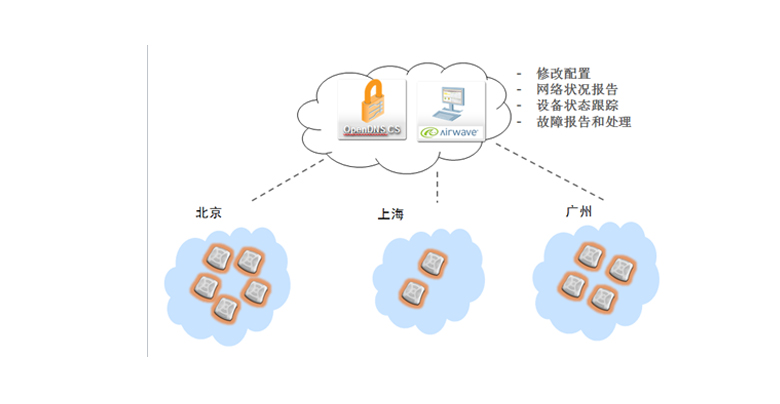 - 修改配置
- 网络状况报告
- 设备状态跟踪
- 故障报告和处理
OpenDNS CS
airwave
北京
上海
广州